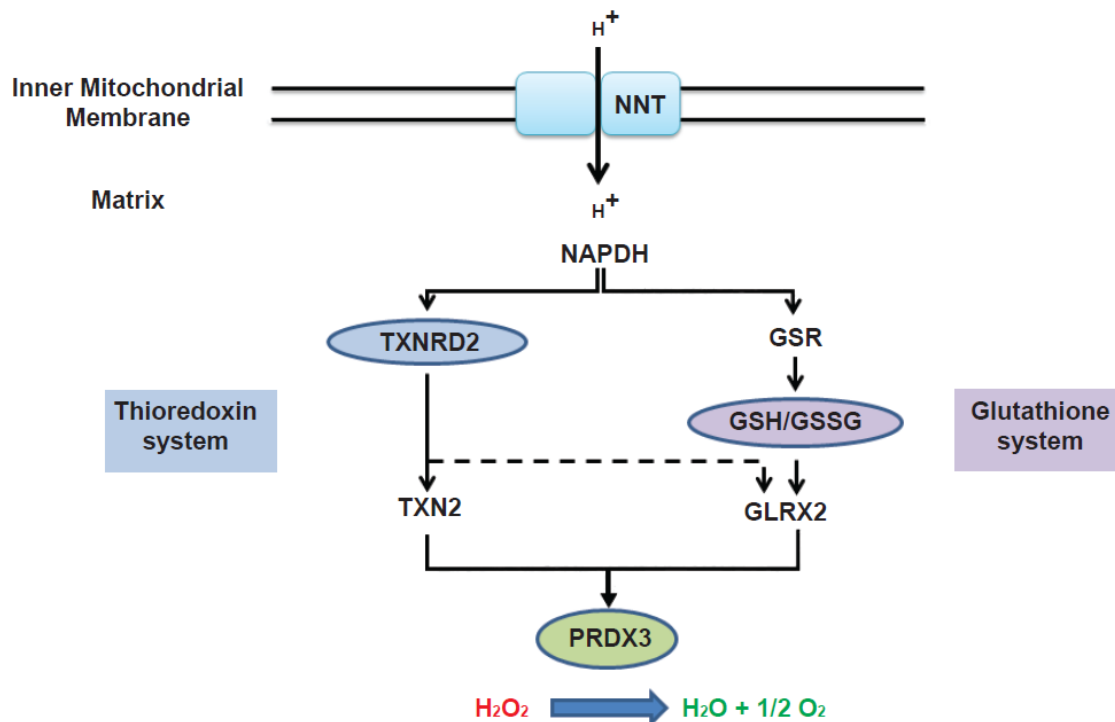 H+
Inner Mitochondrial
Membrane
NNT
Matrix
H+
NAPDH
TXNRD2
GSR
Thioredoxin
system
GSH/GSSG
Glutathione
system
TXN2
GLRX2
PRDX3
H2O2
H2O + 1/2 O2